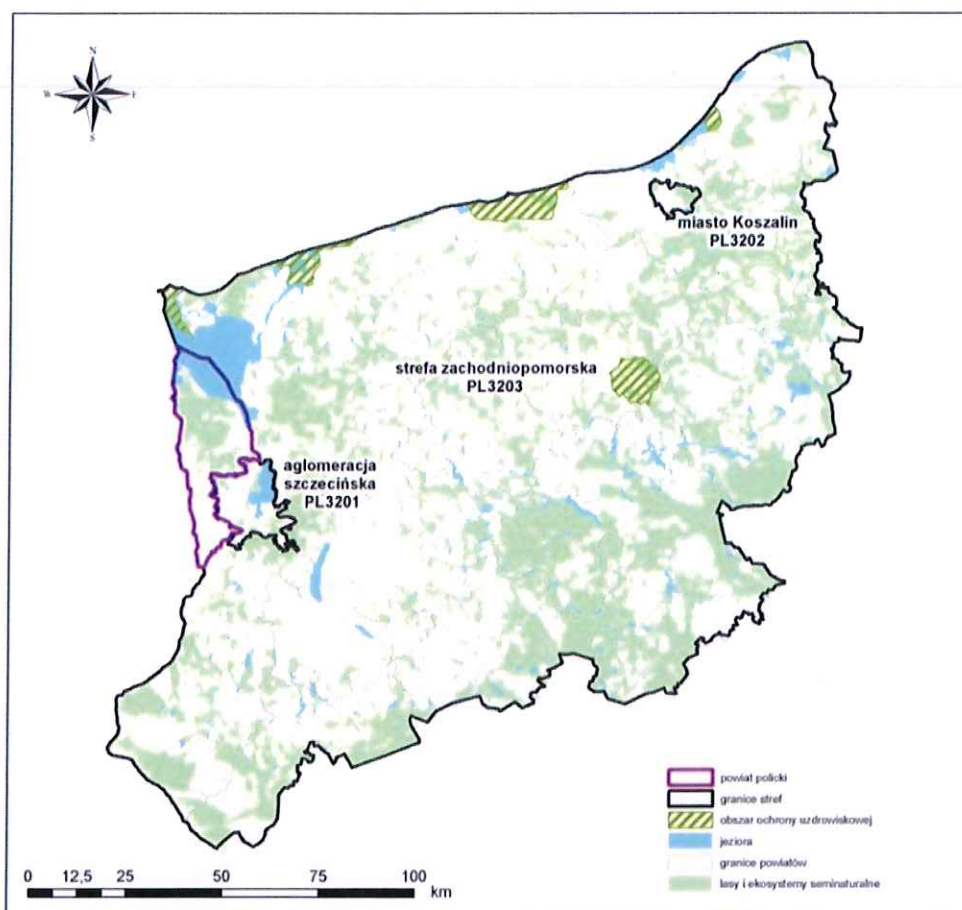 N
W
E
S
miasto Koszalin
PL3202
strefa zachodniopomorska
PL3203
aglomeracja
szczecińska
PL3201
powiat policki
granice stref
obszar ochrony uzdrowiskowej
jeziora
granice powiatów
lasy i ekosystemy seminaturalne
0 12,5 25 50 75 100
km